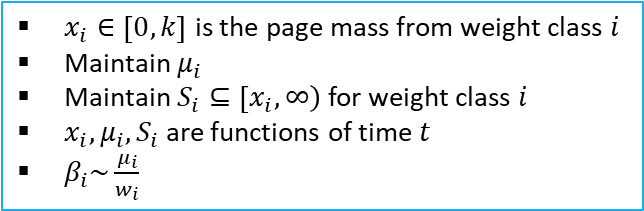 ▪ $x_i \in [0, k]$ is the page mass from weight class $i$
▪ Maintain $\mu_i$
▪ Maintain $S_i \subseteq [x_i, \infty)$ for weight class $i$
▪ $x_i, \mu_i, S_i$ are functions of time $t$
▪ $\beta_i \sim \frac{\mu_i}{w_i}$